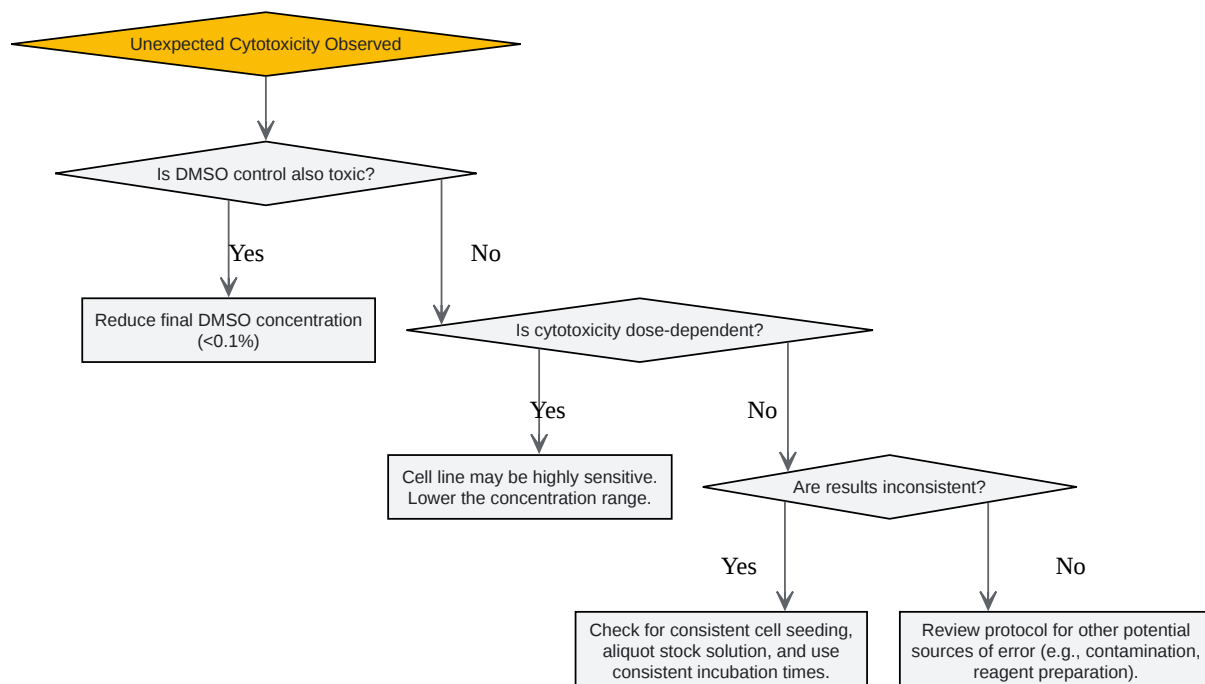 Unexpected Cytotoxicity Observed
Is DMSO control also toxic?
Yes
No
Reduce final DMSO concentration
(<0.1%)
Is cytotoxicity dose-dependent?
Yes
No
Cell line may be highly sensitive.
Lower the concentration range.
Are results inconsistent?
Yes
No
Check for consistent cell seeding,
aliquot stock solution, and use
consistent incubation times.
Review protocol for other potential
sources of error (e.g., contamination,
reagent preparation).